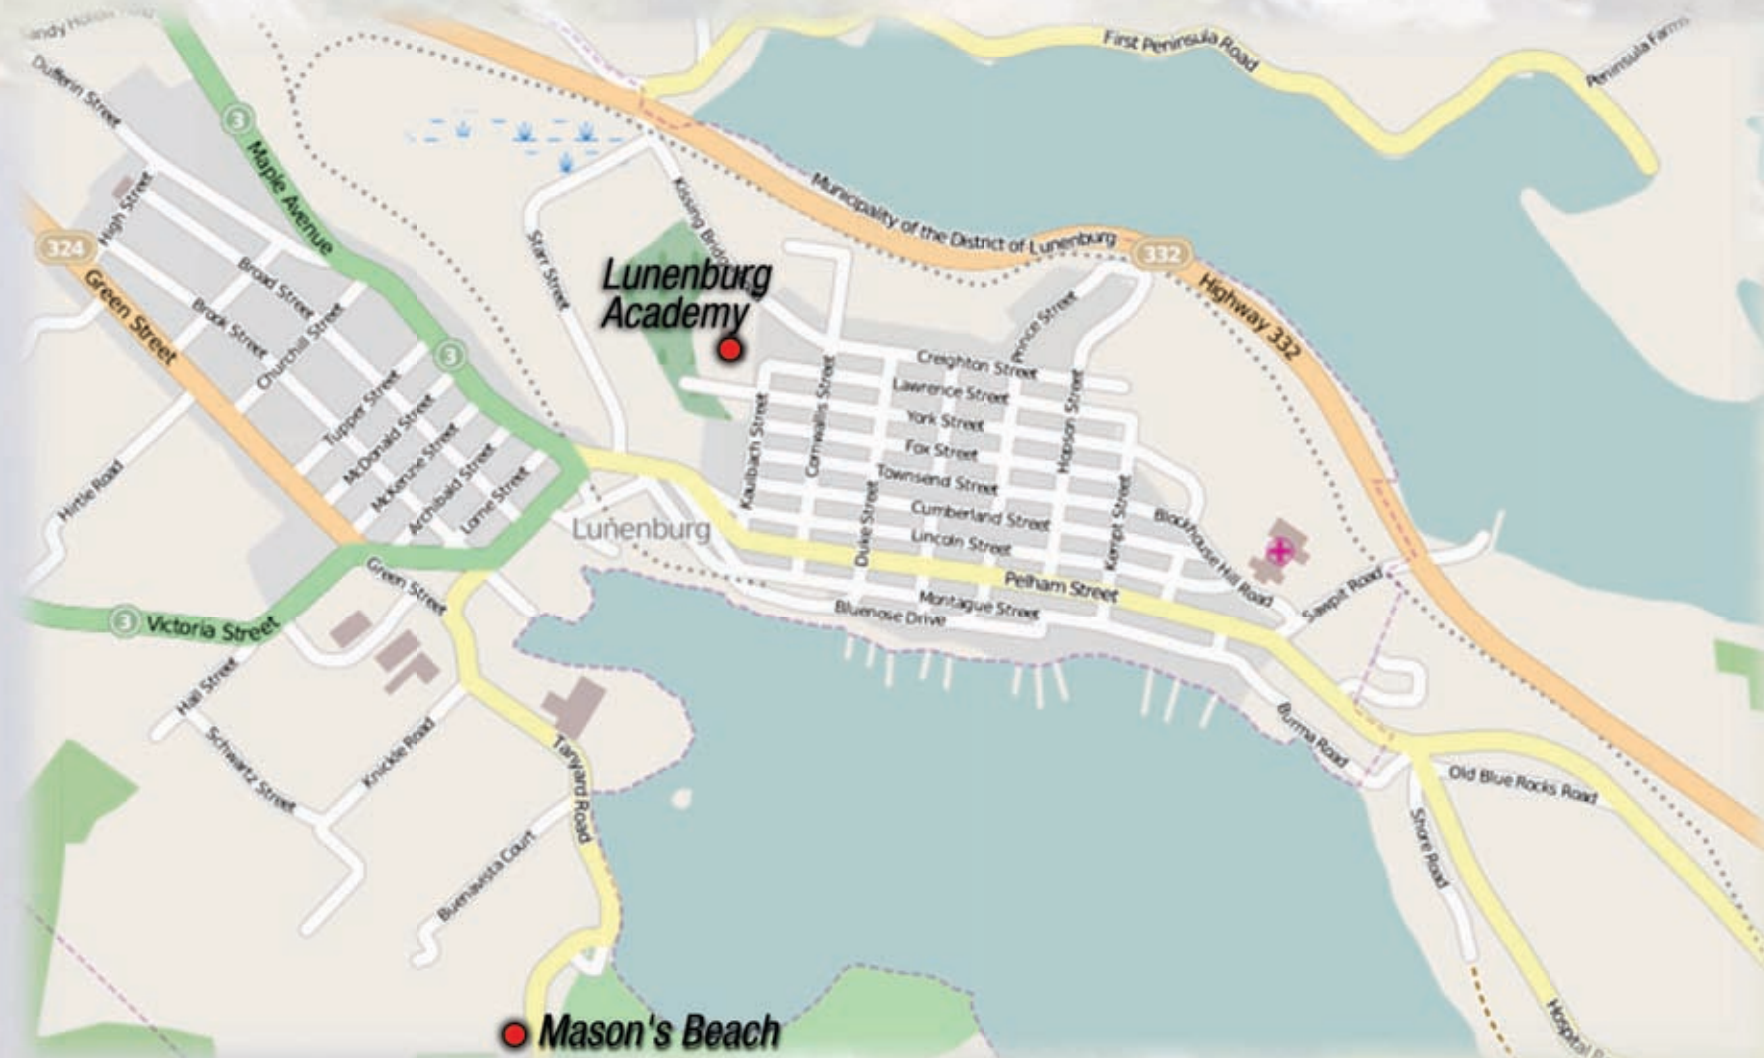 First Peninsula Road
Peninsula Farms
Dufferin Street
3
Maple Avenue
High Street
324
Green Street
Broad Street
Brook Street
Churchill Street
3
Tupper Street
McDonald Street
McKenzie Street
Archibald Street
Lorne Street
Hirtle Road
Starr Street
Lunenburg
Academy
Municipality of the District of Lunenburg
332
Highway 332
Prince Street
Creighton Street
Lawrence Street
York Street
Fox Street
Townsend Street
Cumberland Street
Lincoln Street
Pelham Street
Montague Street
Bluenose Drive
Kaulbach Street
Cornwallis Street
Duke Street
Hopson Street
Kempt Street
Blockhouse Hill Road
Sawpit Road
Lunenburg
Green Street
3
Victoria Street
Hall Street
Schwartz Street
Knickle Road
Tanyard Road
Buenavista Court
Burma Road
Old Blue Rocks Road
Shore Road
Hospital
Mason's Beach